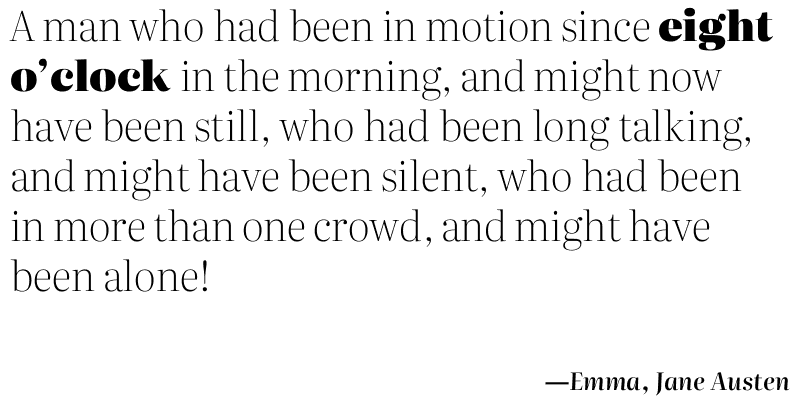 A man who had been in motion since eight
o’clock in the morning, and might now
have been still, who had been long talking,
and might have been silent, who had been
in more than one crowd, and might have
been alone!
—Emma, Jane Austen